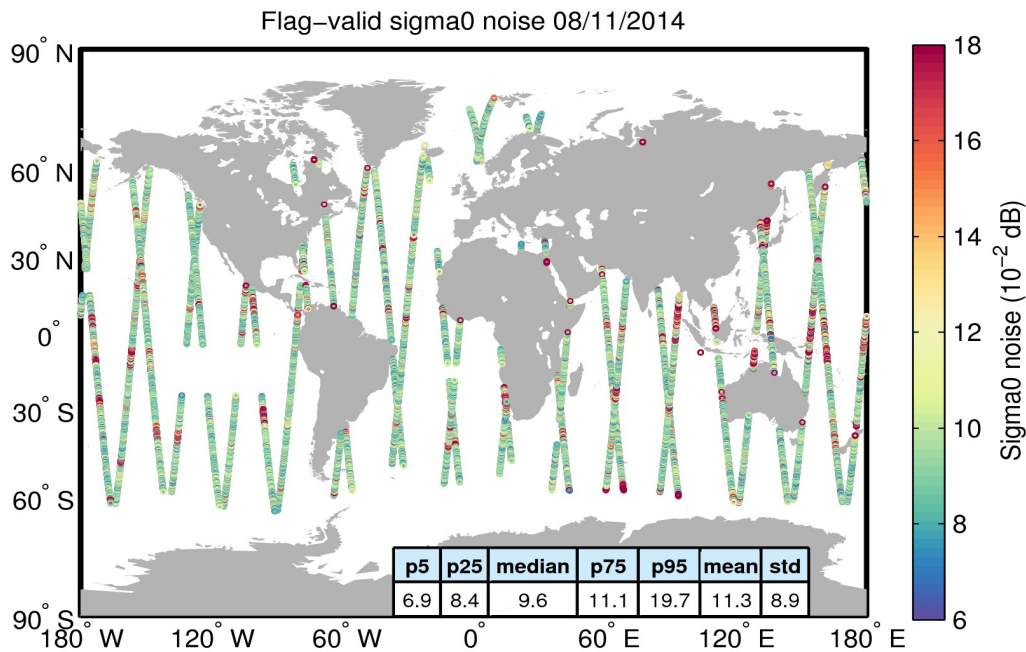 Flag−valid sigma0 noise 08/11/2014
90° N
60° N
30° N
0°
30° S
60° S
90° S
180° W
120° W
60° W
0°
60° E
120° E
180° E
p5 p25 median p75 p95 mean std
6.9 8.4 9.6 11.1 19.7 11.3 8.9
18
16
14
12
10
8
6
Sigma0 noise (10⁻² dB)